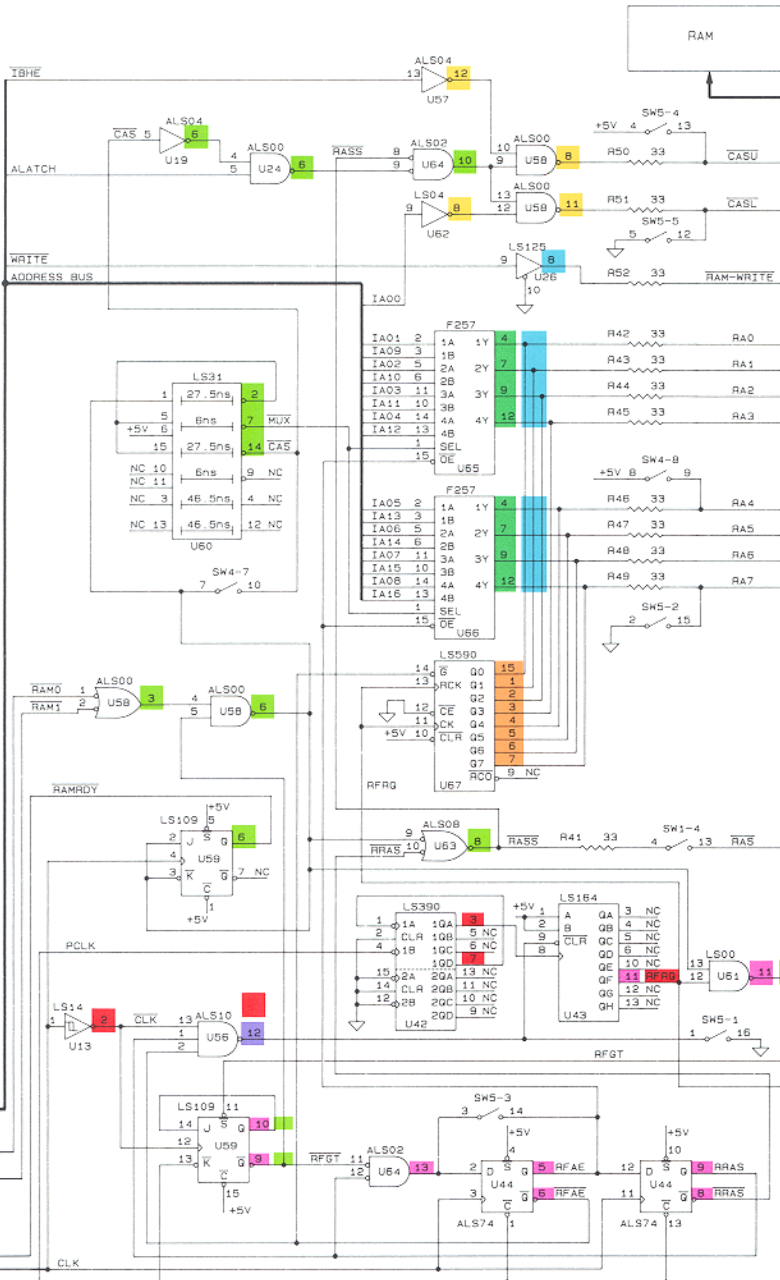 RAM
ALS04
IBHE 13 12
U57
SW5-4
+5V 4 13
ALS04
CAS 5 6
U19
ALS00
4 6
5
U24
ALATCH
RASS
ALS02
8 10
9
U64
ALS00
10 8
9 U58
R50 33 CASU
ALS00
13 11
12 U58
R51 33 CASL
SW5-5
5 12
LS04
9 8
U62
WRITE
LS125
9 8
U26
10
R52 33 RAM-WRITE
ADDRESS BUS
IA00
F257
IA01 2 1A 1Y 4 R42 33 RA0
IA09 3 1B
IA02 5 2A 2Y 7 R43 33 RA1
IA10 6 2B
IA03 11 3A 3Y 9 R44 33 RA2
IA11 10 3B
IA04 14 4A 4Y 12 R45 33 RA3
IA12 13 4B
1 SEL
15 OE
U65
LS31
1 27.5ns 2
5 6ns 7 MUX
+5V 6
15 27.5ns 14 CAS
NC 10 6ns 9 NC
NC 11
NC 3 46.5ns 4 NC
NC 13 46.5ns 12 NC
U60
SW4-8
+5V 8 9
F257
IA05 2 1A 1Y 4 R46 33 RA4
IA13 3 1B
IA06 5 2A 2Y 7 R47 33 RA5
IA14 6 2B
IA07 11 3A 3Y 9 R48 33 RA6
IA15 10 3B
IA08 14 4A 4Y 12 R49 33 RA7
IA16 13 4B
1 SEL
15 OE
U66
SW4-7
7 10
SW5-2
2 15
LS590
14 G Q0 15
13 RCK Q1 1
Q2 2
12 CE Q3 3
11 CK Q4 4
+5V 10 CLR Q5 5
Q6 6
Q7 7
RCO 9 NC
U67
RFRQ
ALS00
RAM0 1 3
RAM1 2
U58
ALS00
4 6
5 U58
RAMRDY
+5V
LS109 5
2 J S Q 6
4 U59
3 K Q 7 NC
C
1
+5V
ALS08
9 8
RRAS 10 U63
RASS R41 33
SW1-4
4 13 RAS
LS390
1 1A 1QA 3
2 CLR 1QB 5 NC
4 1B 1QC 6 NC
1QD 7
15 2A 2QA 13 NC
14 CLR 2QB 11 NC
12 2B 2QC 10 NC
2QD 9 NC
U42
PCLK
LS164
+5V 1 A QA 3 NC
2 B QB 4 NC
9 CLR QC 5 NC
8 QD 6 NC
QE 10 NC
QF 11 RFRQ
QG 12 NC
QH 13 NC
U43
LS00
13 11
12 U61
LS14
1 2
U13
CLK
ALS10
13 12
1 U56
2
SW5-1
1 16
RFGT
LS109 11
14 J S Q 10
12 U59
13 K Q 9
C
15
+5V
RFGT
ALS02
11 13
12
U64
SW5-3
3 14
+5V
4
2 D S Q 5 RFAE
U44
3 Q 6 RFAE
C
ALS74 1
+5V
10
12 D S Q 9 RRAS
U44
11 Q 8 RRAS
C
ALS74 13
CLK